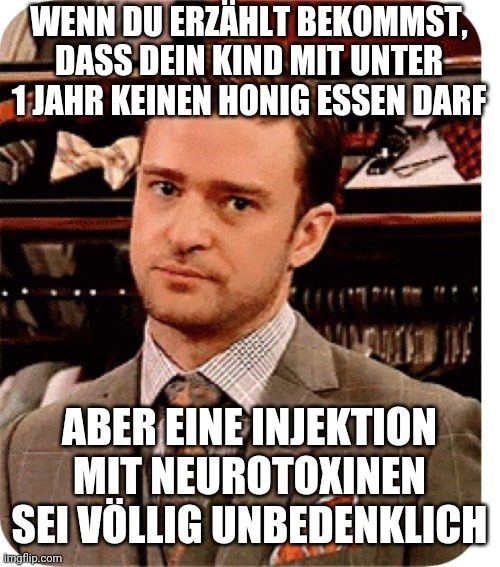 WENN DU ERZÄHLT BEKOMMST,
DASS DEIN KIND MIT UNTER
1 JAHR KEINEN HONIG ESSEN DARF
ABER EINE INJEKTION
MIT NEUROTOXINEN
SEI VÖLLIG UNBEDENKLICH
imgflip.com